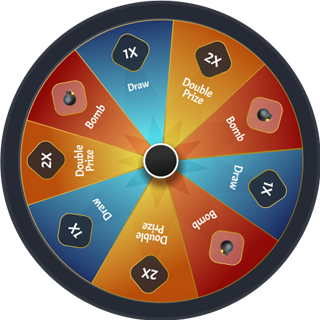 1X
Draw
2X
Double
Prize
Bomb
1X
Draw
Bomb
2X
Double
Prize
1X
Draw
2X
Double
Prize
Bomb